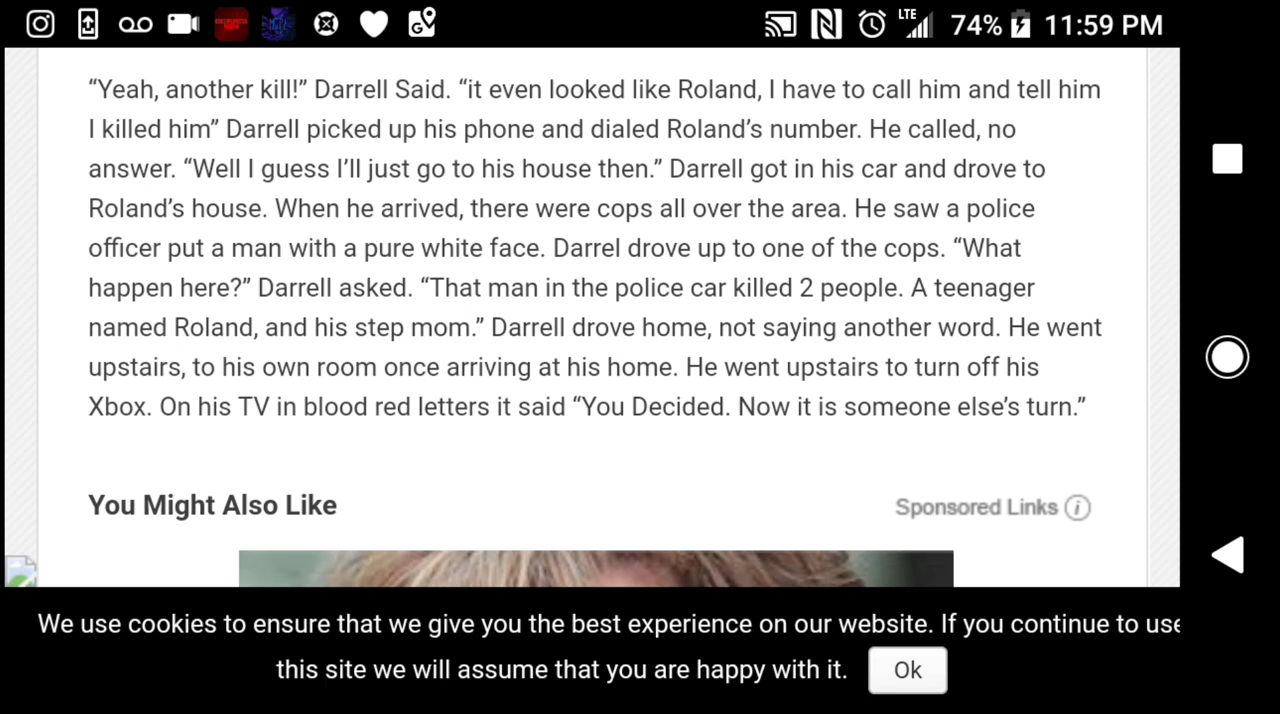 LTE 74% 11:59 PM
“Yeah, another kill!” Darrell Said. “it even looked like Roland, I have to call him and tell him
I killed him” Darrell picked up his phone and dialed Roland’s number. He called, no
answer. “Well I guess I’ll just go to his house then.” Darrell got in his car and drove to
Roland’s house. When he arrived, there were cops all over the area. He saw a police
officer put a man with a pure white face. Darrel drove up to one of the cops. “What
happen here?” Darrell asked. “That man in the police car killed 2 people. A teenager
named Roland, and his step mom.” Darrell drove home, not saying another word. He went
upstairs, to his own room once arriving at his home. He went upstairs to turn off his
Xbox. On his TV in blood red letters it said “You Decided. Now it is someone else’s turn.”
You Might Also Like
Sponsored Links
We use cookies to ensure that we give you the best experience on our website. If you continue to use
this site we will assume that you are happy with it. Ok